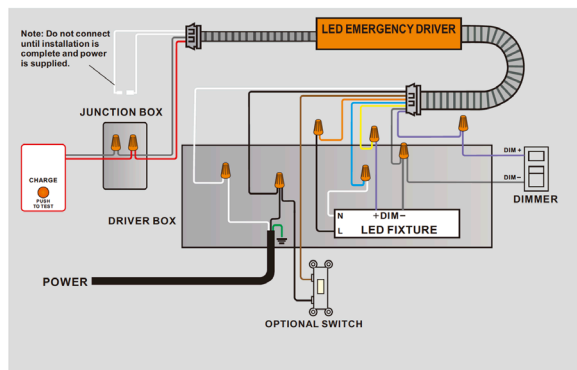 Note: Do not connect
until installation is
complete and power
is supplied.
LED EMERGENCY DRIVER
JUNCTION BOX
CHARGE
PUSH
TO TEST
DIM +
DIM−
DIMMER
DRIVER BOX
N
+DIM−
L
LED FIXTURE
POWER
OPTIONAL SWITCH